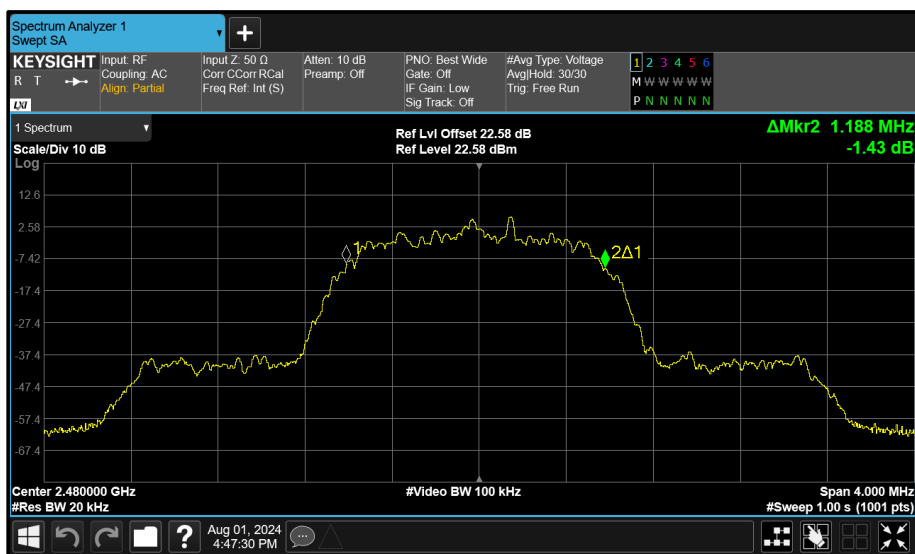 Spectrum Analyzer 1
Swept SA
+
KEYSIGHT
R T
LXI
Input: RF
Coupling: AC
Align: Partial
Input Z: 50 Ω
Corr CCorr RCal
Freq Ref: Int (S)
Atten: 10 dB
Preamp: Off
PNO: Best Wide
Gate: Off
IF Gain: Low
Sig Track: Off
#Avg Type: Voltage
Avg|Hold: 30/30
Trig: Free Run
1 2 3 4 5 6
M W W W W W
P N N N N N
1 Spectrum
Scale/Div 10 dB
Ref Lvl Offset 22.58 dB
Ref Level 22.58 dBm
ΔMkr2 1.188 MHz
-1.43 dB
Log
12.6
2.58
-7.42
-17.4
-27.4
-37.4
-47.4
-57.4
-67.4
1
2Δ1
Center 2.480000 GHz
#Res BW 20 kHz
#Video BW 100 kHz
Span 4.000 MHz
#Sweep 1.00 s (1001 pts)
?
Aug 01, 2024
4:47:30 PM